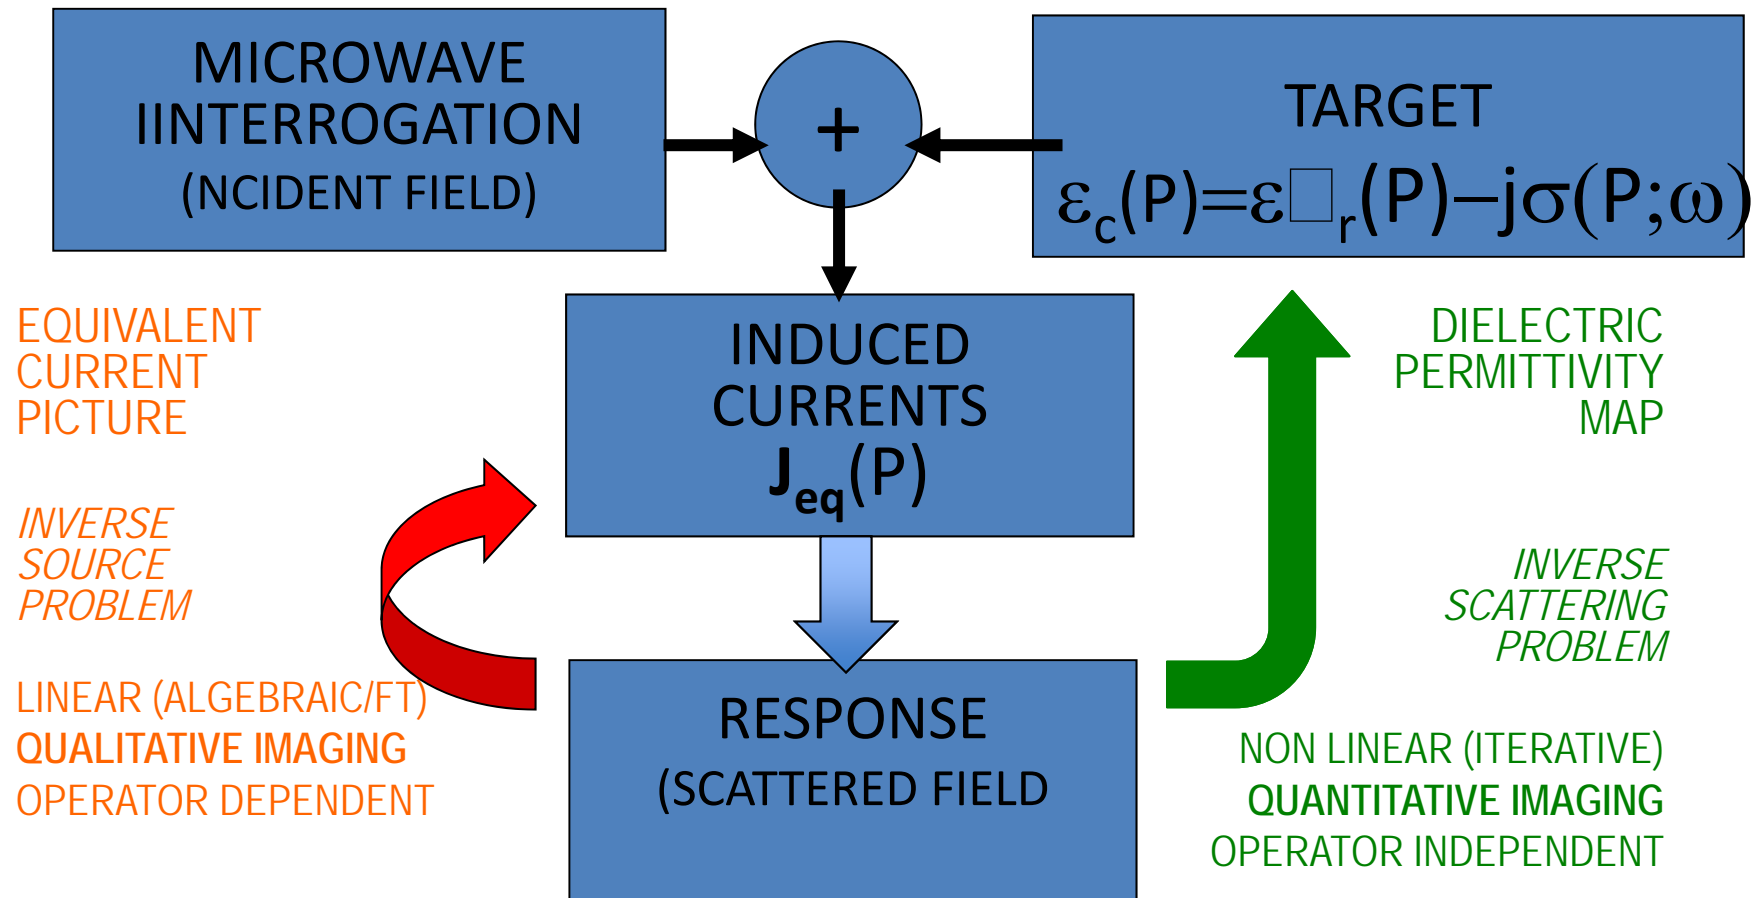 MICROWAVE
IINTERROGATION
(NCIDENT FIELD)
+
TARGET
εc(P)=ε□r(P)−jσ(P;ω)
EQUIVALENT
CURRENT
PICTURE
INDUCED
CURRENTS
Jeq(P)
DIELECTRIC
PERMITTIVITY
MAP
INVERSE
SOURCE
PROBLEM
INVERSE
SCATTERING
PROBLEM
LINEAR (ALGEBRAIC/FT)
QUALITATIVE IMAGING
OPERATOR DEPENDENT
RESPONSE
(SCATTERED FIELD
NON LINEAR (ITERATIVE)
QUANTITATIVE IMAGING
OPERATOR INDEPENDENT